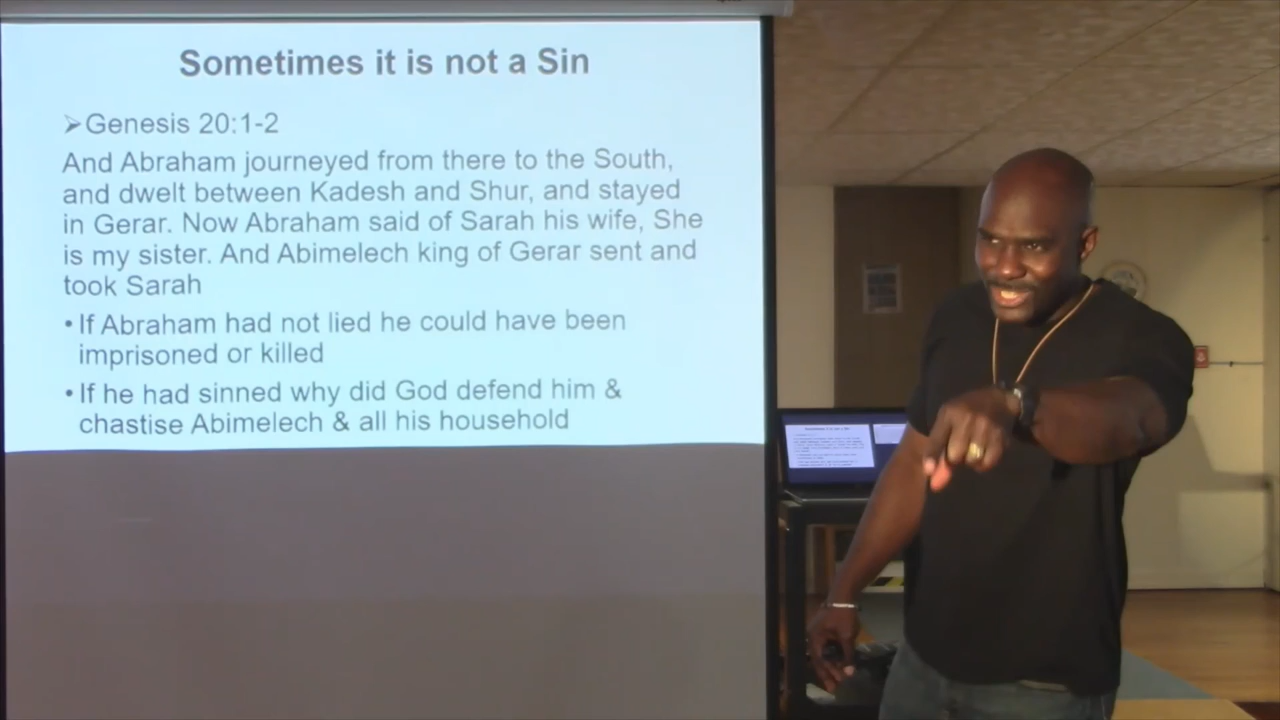 Sometimes it is not a Sin
➢Genesis 20:1-2
And Abraham journeyed from there to the South,
and dwelt between Kadesh and Shur, and stayed
in Gerar. Now Abraham said of Sarah his wife, She
is my sister. And Abimelech king of Gerar sent and
took Sarah
• If Abraham had not lied he could have been
imprisoned or killed
• If he had sinned why did God defend him &
chastise Abimelech & all his household